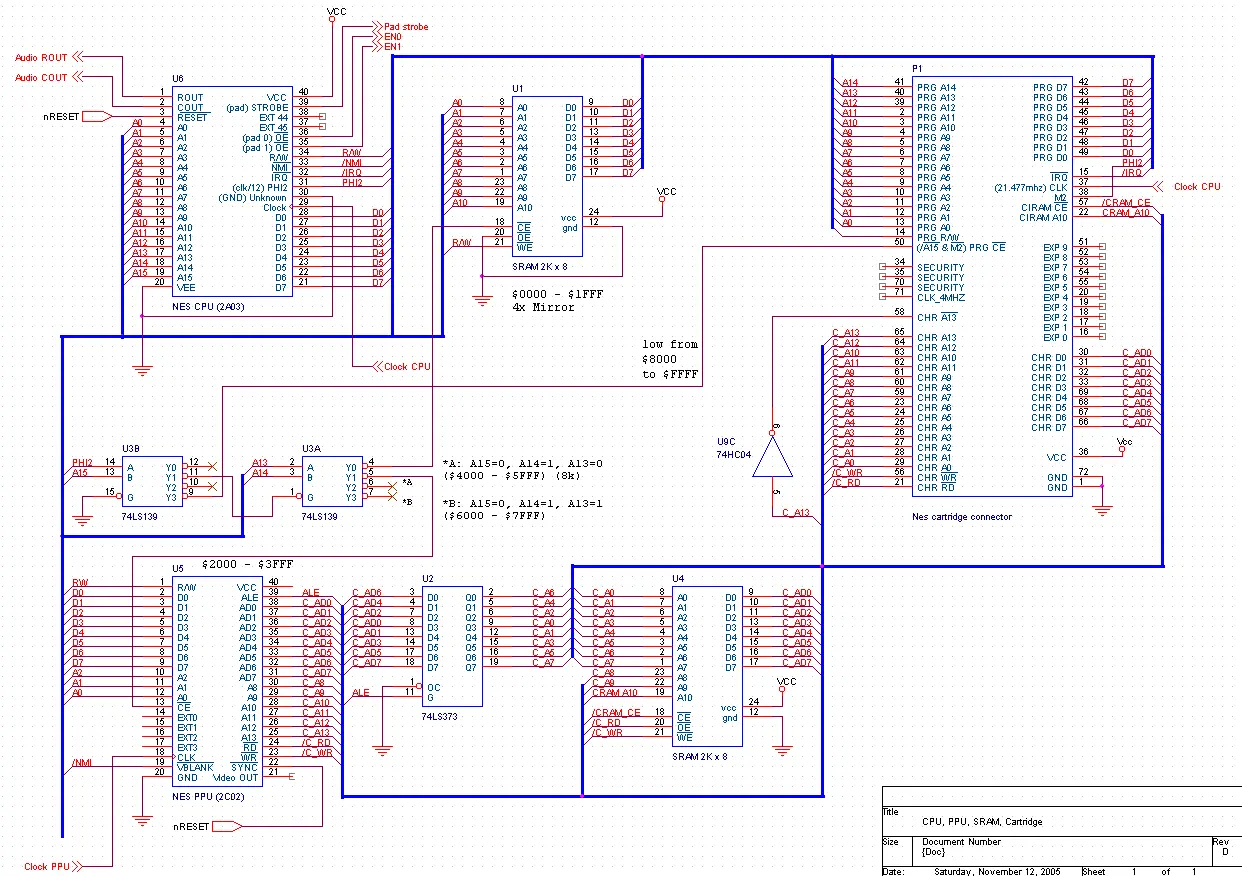 VCC
Pad strobe
EN0
EN1
Audio ROUT
Audio COUT
nRESET
U6
1 ROUT VCC 40
2 COUT (pad) STROBE 39
3 RESET EXT 44 38
A0 4 A0 EXT 45 37
A1 5 A1 (pad 0) OE 36
A2 6 A2 (pad 1) OE 35
A3 7 A3 R/W 34 R/W
A4 8 A4 NMI 33 /NMI
A5 9 A5 IRQ 32 /IRQ
A6 10 A6 (clk/12) PHI2 31 PHI2
A7 11 A7 (GND) Unknown 30
A8 12 A8 Clock 29
A9 13 A9 D0 28 D0
A10 14 A10 D1 27 D1
A11 15 A11 D2 26 D2
A12 16 A12 D3 25 D3
A13 17 A13 D4 24 D4
A14 18 A14 D5 23 D5
A15 19 A15 D6 22 D6
20 VEE D7 21 D7
NES CPU (2A03)
Clock CPU
U1
A0 8 A0 D0 9 D0
A1 7 A1 D1 10 D1
A2 6 A2 D2 11 D2
A3 5 A3 D3 13 D3
A4 4 A4 D4 14 D4
A5 3 A5 D5 15 D5
A6 2 A6 D6 16 D6
A7 1 A7 D7 17 D7
A8 23 A8
A9 22 A9
A10 19 A10
vcc 24
18 CE gnd 12
20 OE
R/W 21 WE
VCC
SRAM 2K x 8
$0000 - $1FFF
4x Mirror
low from
$8000
to $FFFF
P1
A14 41 PRG A14 PRG D7 42 D7
A13 40 PRG A13 PRG D6 43 D6
A12 39 PRG A12 PRG D5 44 D5
A11 2 PRG A11 PRG D4 45 D4
A10 3 PRG A10 PRG D3 46 D3
A9 4 PRG A9 PRG D2 47 D2
A8 5 PRG A8 PRG D1 48 D1
A7 6 PRG A7 PRG D0 49 D0
A6 7 PRG A6 PHI2
A5 8 PRG A5 IRQ 15 /IRQ
A4 9 PRG A4 (21.477mhz) CLK 37 Clock CPU
A3 10 PRG A3 M2 38
A2 11 PRG A2 CIRAM CE 57 /CRAM_CE
A1 12 PRG A1 CIRAM A10 22 CRAM_A10
A0 13 PRG A0
14 PRG R/W
50 (/A15 & M2) PRG CE
EXP 9 51
EXP 8 52
34 SECURITY EXP 7 53
35 SECURITY EXP 6 54
70 SECURITY EXP 5 55
71 CLK_4MHZ EXP 4 20
EXP 3 19
58 CHR A13 EXP 2 18
EXP 1 17
EXP 0 16
C_A13 65 CHR A13
C_A12 64 CHR A12
C_A10 63 CHR A10 CHR D0 30 C_AD0
C_A11 62 CHR A11 CHR D1 31 C_AD1
C_A9 61 CHR A9 CHR D2 32 C_AD2
C_A8 60 CHR A8 CHR D3 33 C_AD3
C_A7 59 CHR A7 CHR D4 69 C_AD4
C_A6 23 CHR A6 CHR D5 68 C_AD5
C_A5 24 CHR A5 CHR D6 67 C_AD6
C_A4 25 CHR A4 CHR D7 66 C_AD7
C_A3 26 CHR A3
C_A2 27 CHR A2
C_A1 28 CHR A1 VCC 36 Vcc
C_A0 29 CHR A0
/C_WR 56 CHR WR GND 72
/C_RD 21 CHR RD GND 1
Nes cartridge connector
U9C
74HC04
6
5
C_A13
U3B
PHI2 14 A Y0 12
A15 13 B Y1 11
Y2 10
15 G Y3 9
74LS139
U3A
A13 2 A Y0 4
A14 3 B Y1 5
Y2 6 *A
1 G Y3 7 *B
74LS139
*A: A15=0, A14=1, A13=0
($4000 - $5FFF) (8k)
*B: A15=0, A14=1, A13=1
($6000 - $7FFF)
$2000 - $3FFF
U5
RW 1 R/W VCC 40
D0 2 D0 ALE 39 ALE
D1 3 D1 AD0 38 C_AD0
D2 4 D2 AD1 37 C_AD1
D3 5 D3 AD2 36 C_AD2
D4 6 D4 AD3 35 C_AD3
D5 7 D5 AD4 34 C_AD4
D6 8 D6 AD5 33 C_AD5
D7 9 D7 AD6 32 C_AD6
A2 10 A2 AD7 31 C_AD7
A1 11 A1 A8 30 C_A8
A0 12 A0 A9 29 C_A9
13 CE A10 28 C_A10
14 EXT0 A11 27 C_A11
15 EXT1 A12 26 C_A12
16 EXT2 A13 25 C_A13
17 EXT3 RD 24 /C_RD
18 CLK WR 23 /C_WR
/NMI 19 VBLANK SYNC 22
20 GND Video OUT 21
NES PPU (2C02)
nRESET
Clock PPU
U2
C_AD6 3 D0 Q0 2 C_A6
C_AD4 4 D1 Q1 5 C_A4
C_AD2 7 D2 Q2 6 C_A2
C_AD0 8 D3 Q3 9 C_A0
C_AD1 13 D4 Q4 12 C_A1
C_AD3 14 D5 Q5 15 C_A3
C_AD5 17 D6 Q6 16 C_A5
C_AD7 18 D7 Q7 19 C_A7
1 OC
ALE 11 G
74LS373
U4
C_A0 8 A0 D0 9 C_AD0
C_A1 7 A1 D1 10 C_AD1
C_A2 6 A2 D2 11 C_AD2
C_A3 5 A3 D3 13 C_AD3
C_A4 4 A4 D4 14 C_AD4
C_A5 3 A5 D5 15 C_AD5
C_A6 2 A6 D6 16 C_AD6
C_A7 1 A7 D7 17 C_AD7
C_A8 23 A8
C_A9 22 A9
CRAM A10 19 A10
VCC
vcc 24
/CRAM_CE 18 CE gnd 12
/C_RD 20 OE
/C_WR 21 WE
SRAM 2K x 8
Title
CPU, PPU, SRAM, Cartridge
Size Document Number Rev
{Doc} D
Date: Saturday, November 12, 2005 Sheet 1 of 1